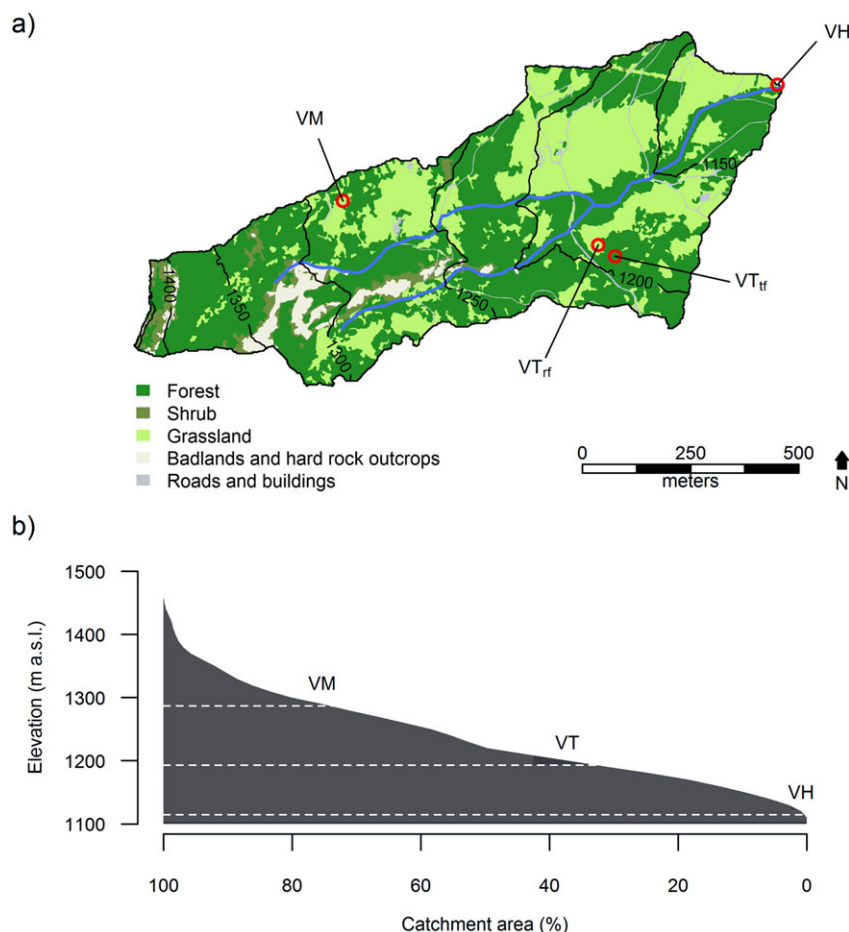 a)
VH
VM
1150
1400
1350
1250
1200
1300
VTtf
VTrf
Forest
Shrub
Grassland
Badlands and hard rock outcrops
Roads and buildings
0 250 500
meters
N
b)
Elevation (m a.s.l.)
1500
1400
1300
1200
1100
VM
VT
VH
100 80 60 40 20 0
Catchment area (%)